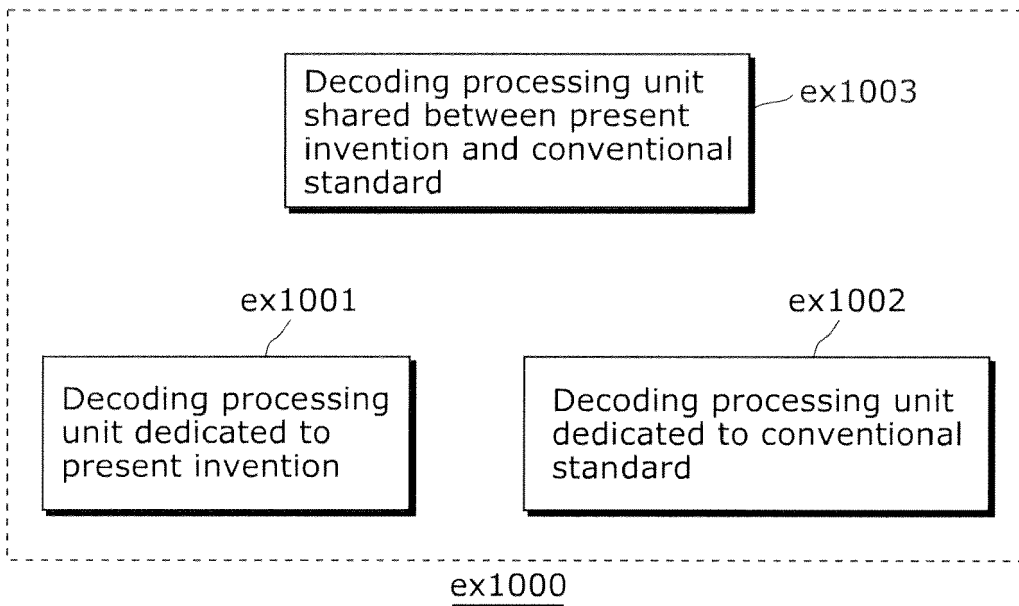 Decoding processing unit
shared between present
invention and conventional
standard
ex1003
ex1001
Decoding processing
unit dedicated to
present invention
ex1002
Decoding processing unit
dedicated to conventional
standard
ex1000